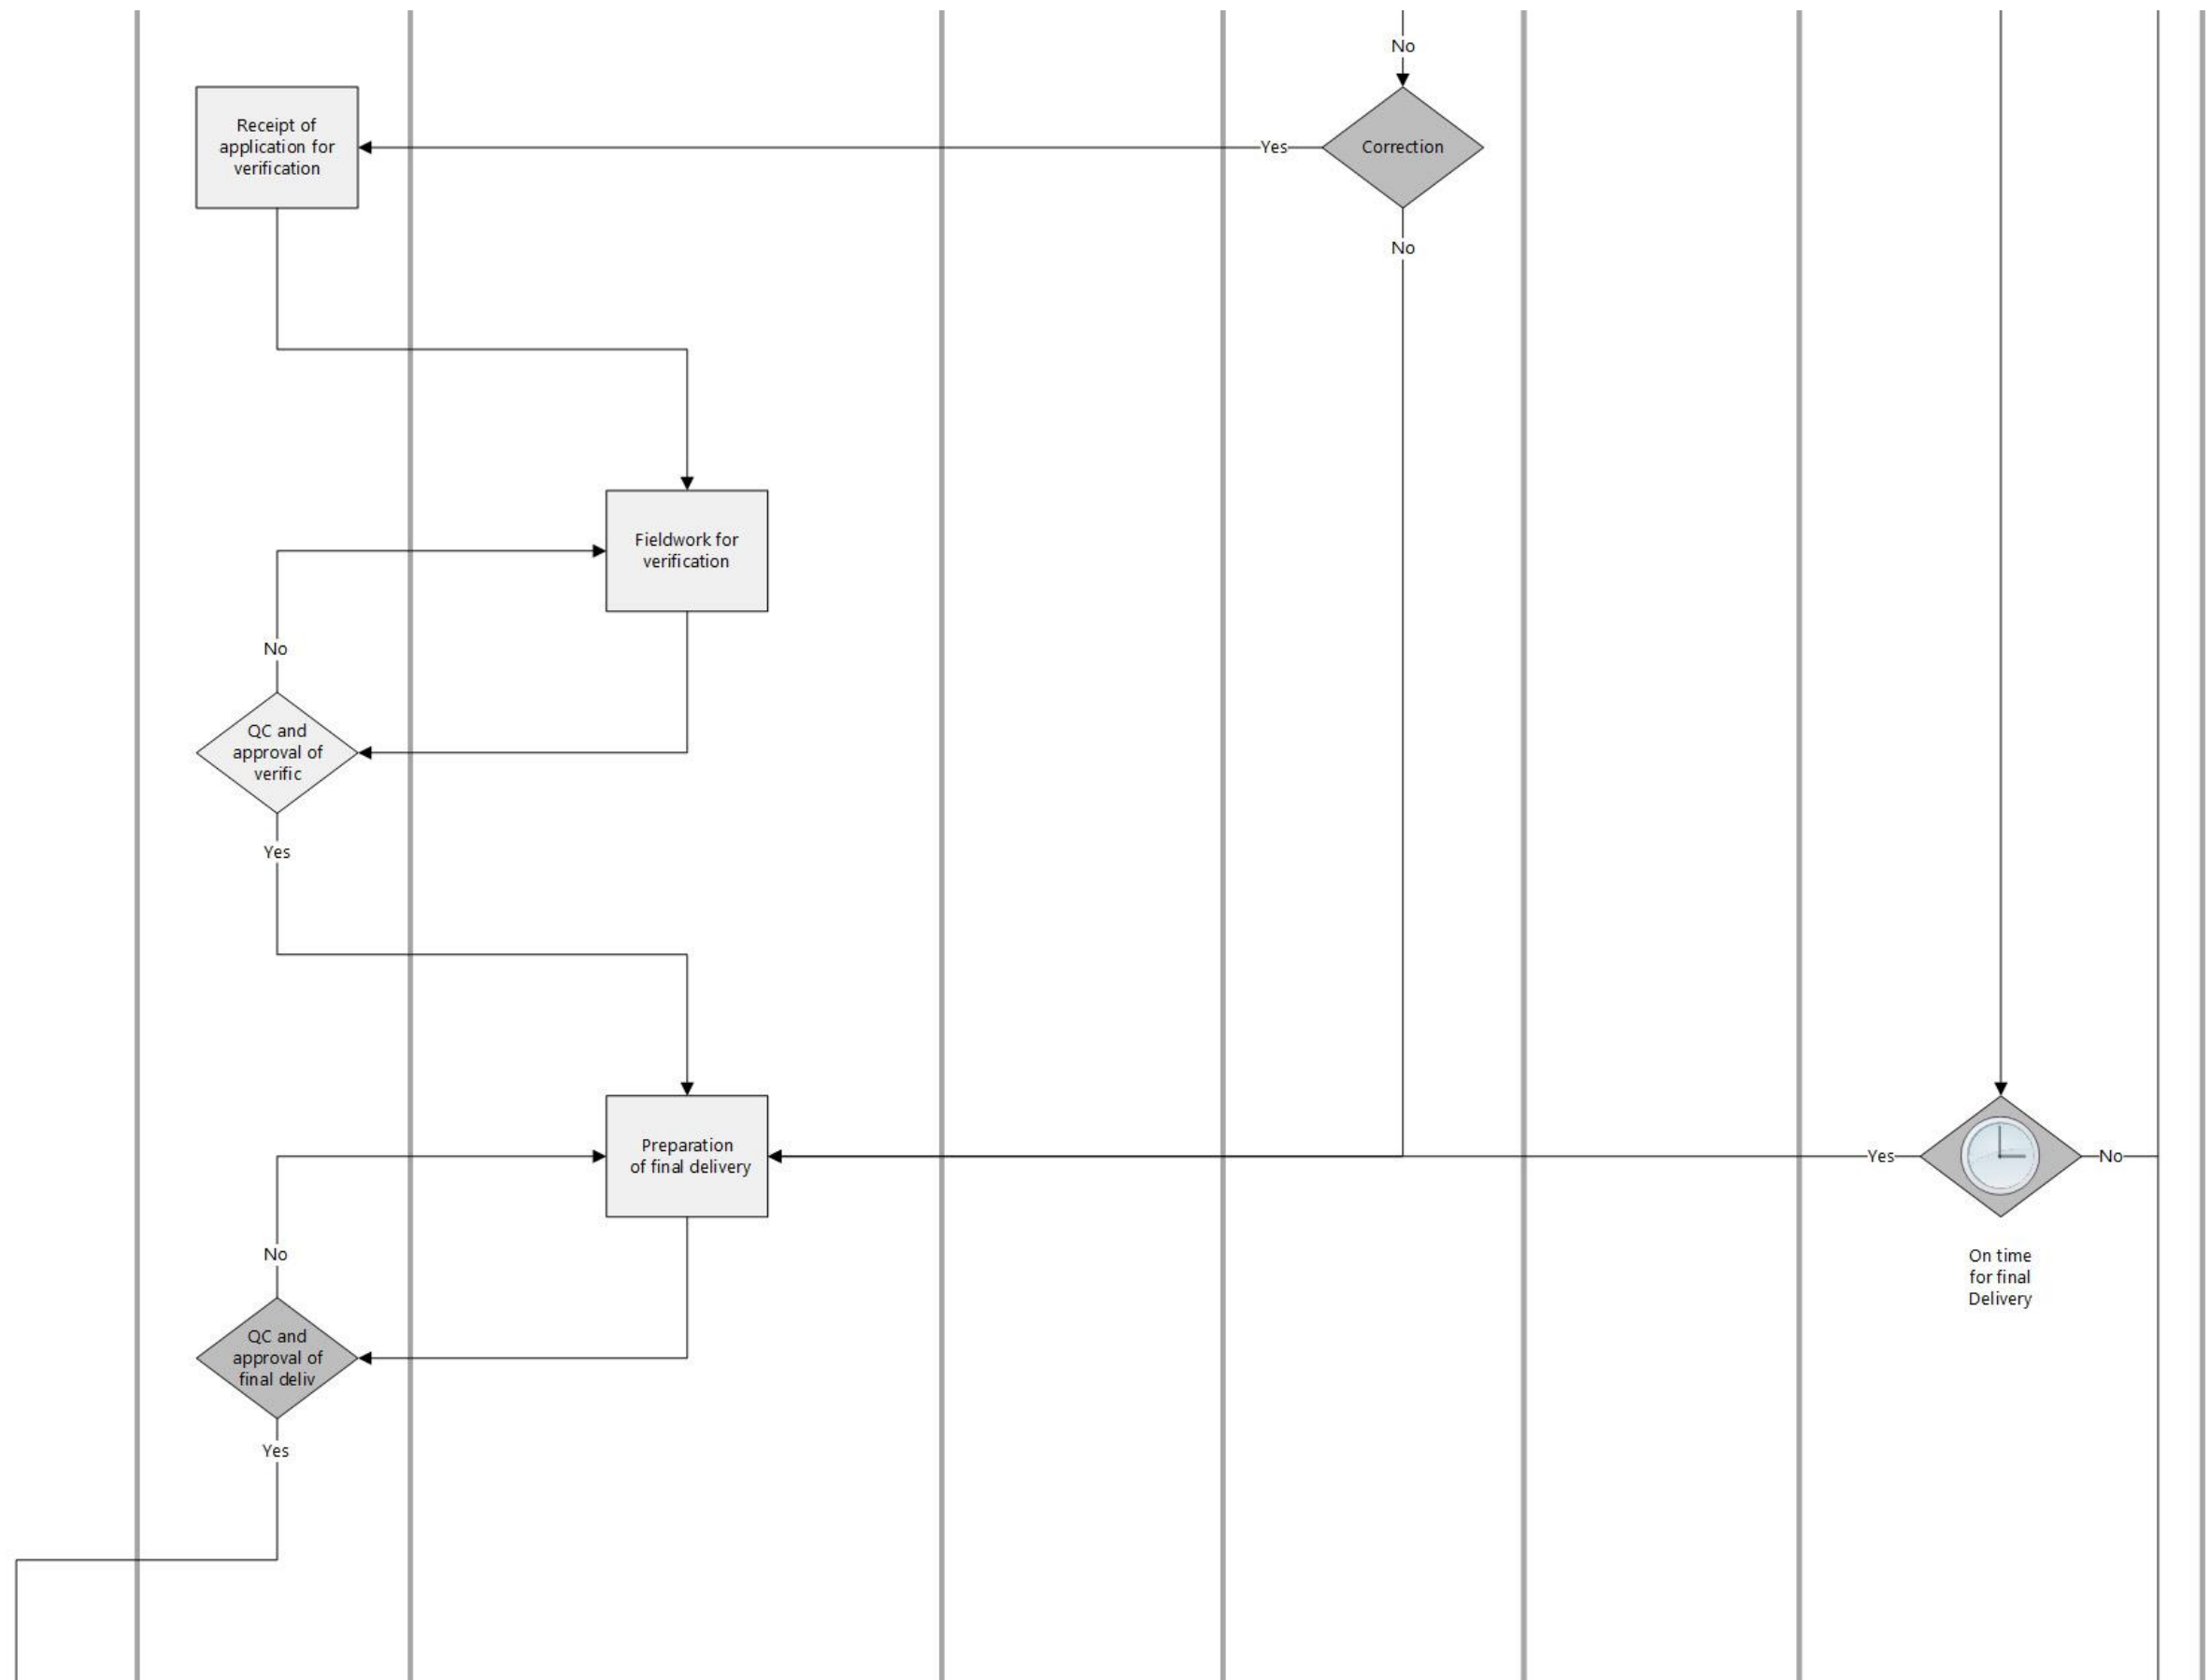 No
Receipt of
application for
verification
Yes
Correction
No
Fieldwork for
verification
No
QC and
approval of
verific
Yes
Preparation
of final delivery
Yes
No
No
On time
for final
Delivery
QC and
approval of
final deliv
Yes